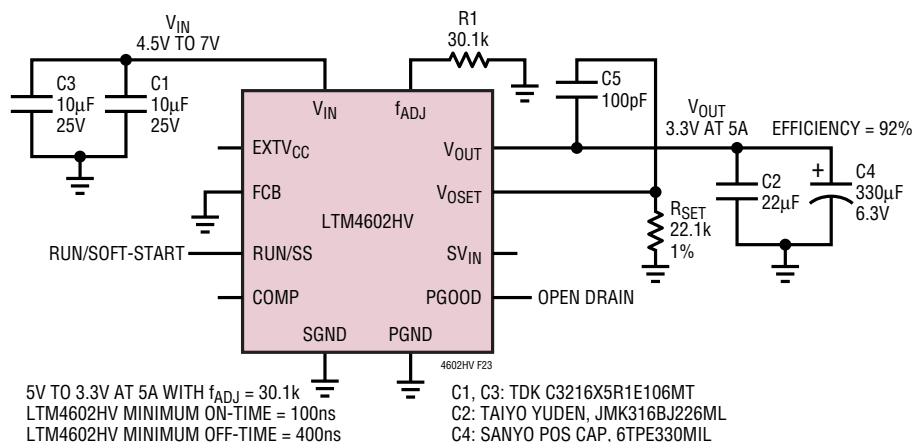 V_IN
4.5V TO 7V
R1
30.1k
C3
10µF
25V
C1
10µF
25V
C5
100pF
V_OUT
3.3V AT 5A
EFFICIENCY = 92%
V_IN
f_ADJ
EXTV_CC
FCB
RUN/SOFT-START
RUN/SS
COMP
LTM4602HV
V_OUT
V_OSET
SV_IN
PGOOD
OPEN DRAIN
SGND
PGND
R_SET
22.1k
1%
C2
22µF
+
C4
330µF
6.3V
4602HV F23
5V TO 3.3V AT 5A WITH f_ADJ = 30.1k
LTM4602HV MINIMUM ON-TIME = 100ns
LTM4602HV MINIMUM OFF-TIME = 400ns
C1, C3: TDK C3216X5R1E106MT
C2: TAIYO YUDEN, JMK316BJ226ML
C4: SANYO POS CAP, 6TPE330MIL